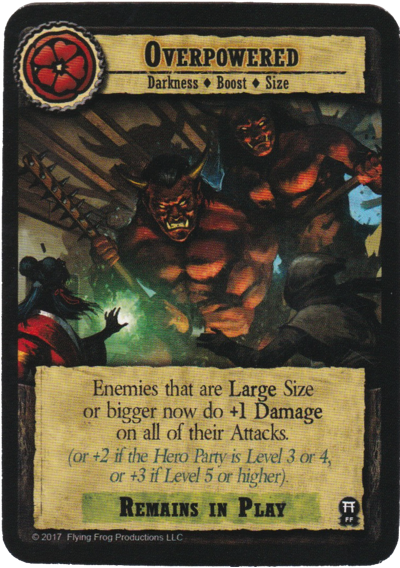 Overpowered
Darkness ♦ Boost ♦ Size
Enemies that are Large Size
or bigger now do +1 Damage
on all of their Attacks.
(or +2 if the Hero Party is Level 3 or 4,
or +3 if Level 5 or higher).
Remains in Play
FF
© 2017 Flying Frog Productions LLC